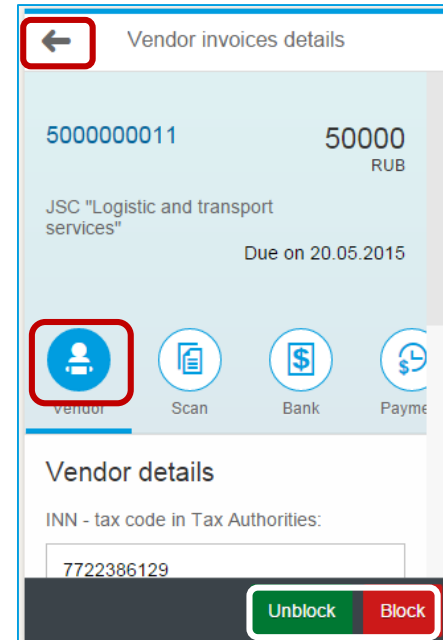 Vendor invoices details
5000000011 50000
RUB
JSC "Logistic and transport
services"
Due on 20.05.2015
Vendor Scan Bank Payme
Vendor details
INN - tax code in Tax Authorities:
7722386129
Unblock Block